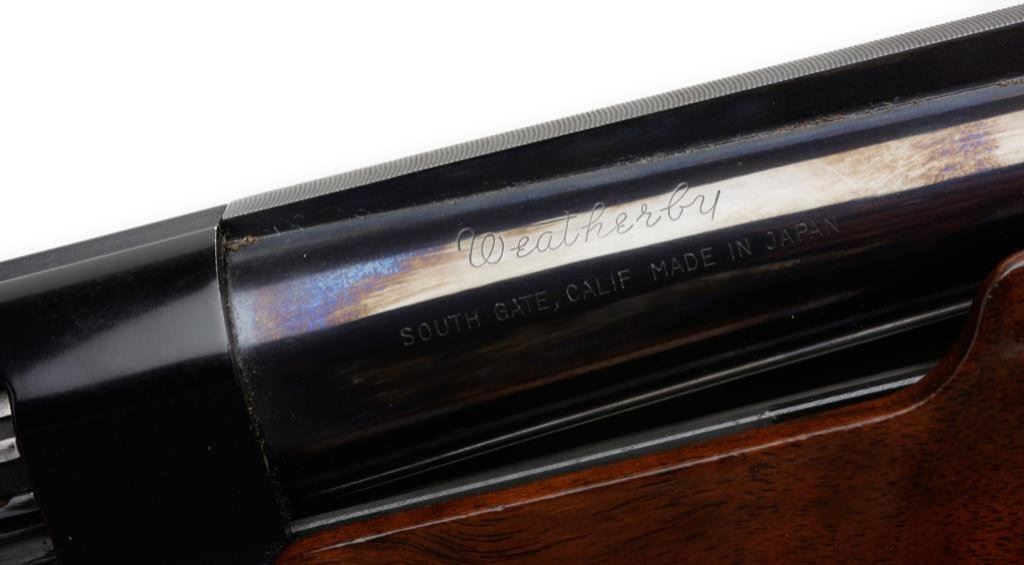 Weatherby
SOUTH GATE, CALIF MADE IN JAPAN